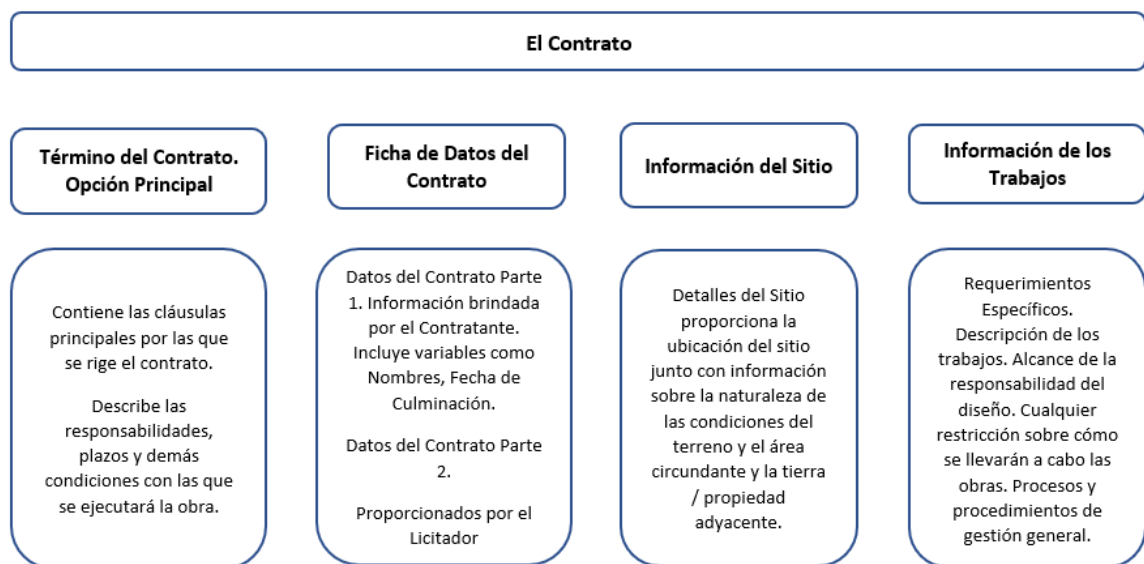 El Contrato
Término del Contrato.
Opción Principal
Ficha de Datos del
Contrato
Información del Sitio
Información de los
Trabajos
Contiene las cláusulas
principales por las que
se rige el contrato.
Describe las
responsabilidades,
plazos y demás
condiciones con las que
se ejecutará la obra.
Datos del Contrato Parte
1. Información brindada
por el Contratante.
Incluye variables como
Nombres, Fecha de
Culminación.
Datos del Contrato Parte
2.
Proporcionados por el
Licitador
Detalles del Sitio
proporciona la
ubicación del sitio
junto con información
sobre la naturaleza de
las condiciones del
terreno y el área
circundante y la tierra
/ propiedad
adyacente.
Requerimientos
Específicos.
Descripción de los
trabajos. Alcance de la
responsabilidad del
diseño. Cualquier
restricción sobre cómo
se llevarán a cabo las
obras. Procesos y
procedimientos de
gestión general.